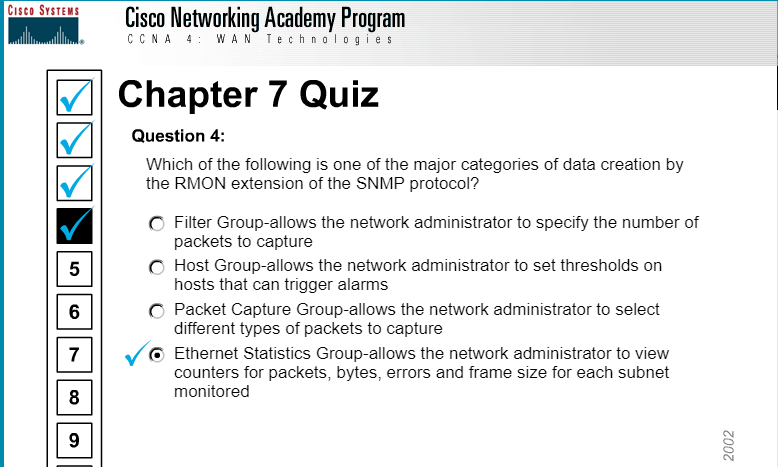 CISCO SYSTEMS
Cisco Networking Academy Program
CCNA 4: WAN Technologies
Chapter 7 Quiz
Question 4:
Which of the following is one of the major categories of data creation by
the RMON extension of the SNMP protocol?
Filter Group-allows the network administrator to specify the number of
packets to capture
Host Group-allows the network administrator to set thresholds on
hosts that can trigger alarms
Packet Capture Group-allows the network administrator to select
different types of packets to capture
Ethernet Statistics Group-allows the network administrator to view
counters for packets, bytes, errors and frame size for each subnet
monitored
5
6
7
8
9
2002